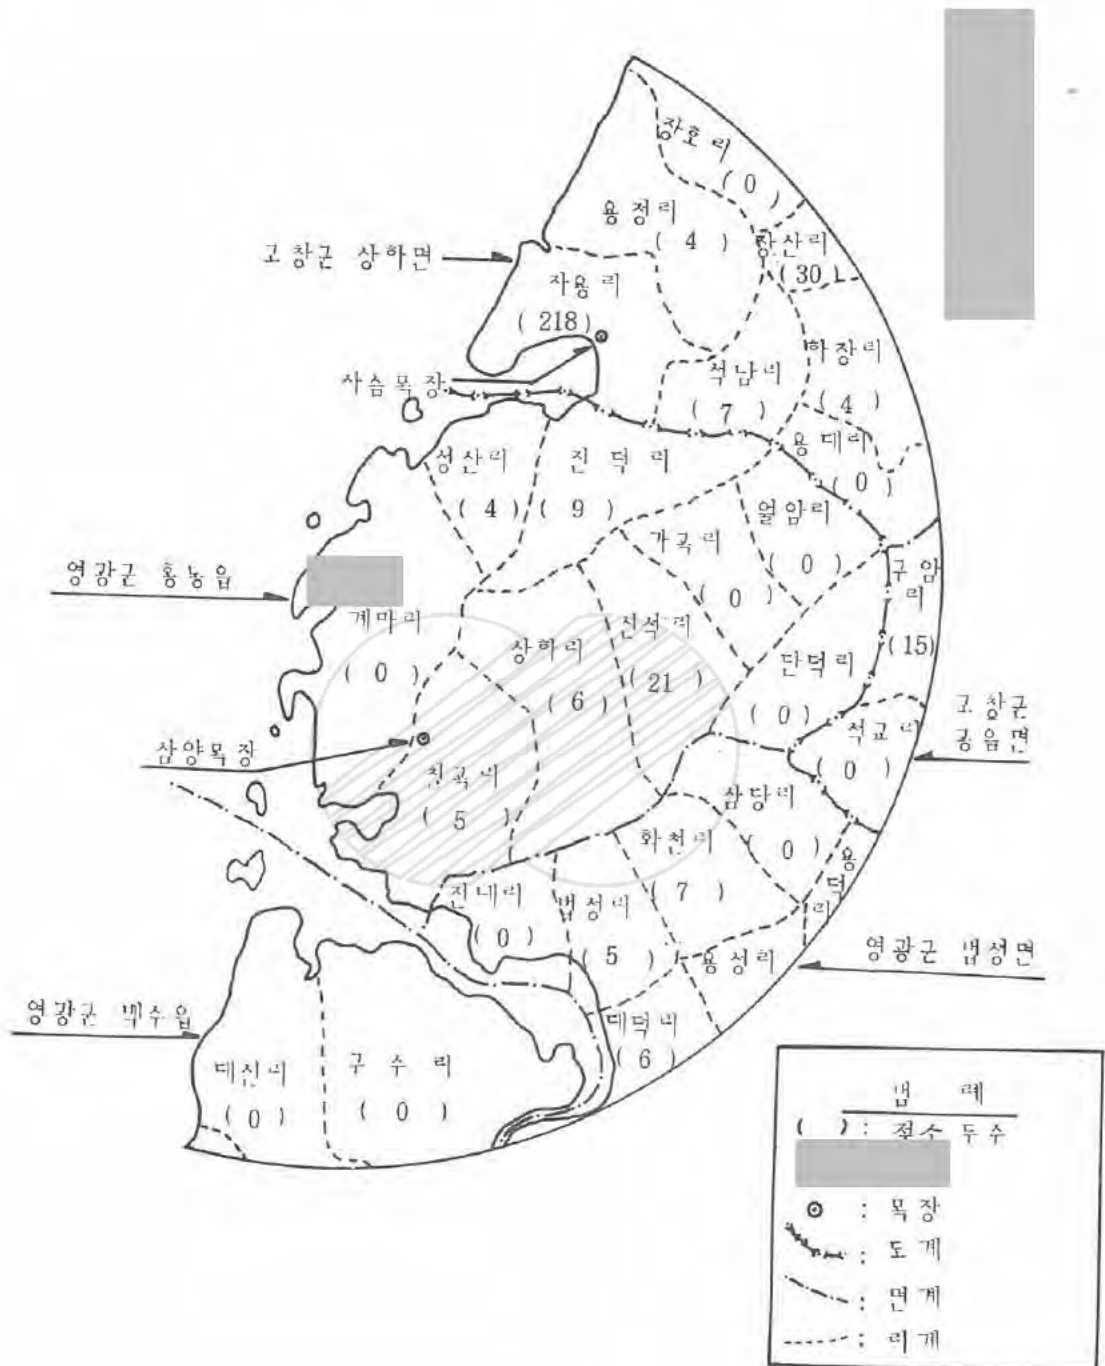 장호리
( 0 )
용정리
( 4 )
장산리
(30)
고창군 상하면
자용리
( 218 )
하장리
( 4 )
사슴목장
석남리
( 7 )
용대리
( 0 )
성산리
( 4 )
진덕리
( 9 )
월암리
( 0 )
가곡리
( 0 )
구암리
(15)
영광군 홍농읍
계마리
( 0 )
상하리
( 6 )
신석리
( 21 )
단덕리
( 0 )
고창군
공음면
석교리
( 0 )
삼양목장
칠곡리
( 5 )
삼당리
( 0 )
화천리
( 7 )
용덕리
진내리
( 0 )
법성리
( 5 )
용성리
영광군 법성면
영광군 백수읍
대신리
( 0 )
구수리
( 0 )
대덕리
( 6 )
범 례
( ) : 젖소두수
: 목장
: 도계
: 면계
: 리계